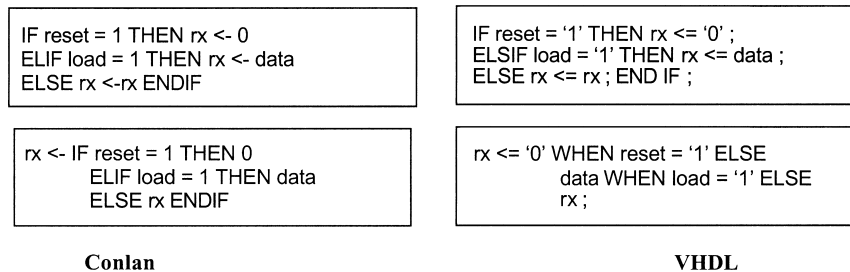 IF reset = 1 THEN rx <- 0
ELIF load = 1 THEN rx <- data
ELSE rx <-rx ENDIF
IF reset = ‘1’ THEN rx <= ‘0’ ;
ELSIF load = ‘1’ THEN rx <= data ;
ELSE rx <= rx ; END IF ;
rx <- IF reset = 1 THEN 0
ELIF load = 1 THEN data
ELSE rx ENDIF
rx <= ‘0’ WHEN reset = ‘1’ ELSE
data WHEN load = ‘1’ ELSE
rx ;
Conlan
VHDL